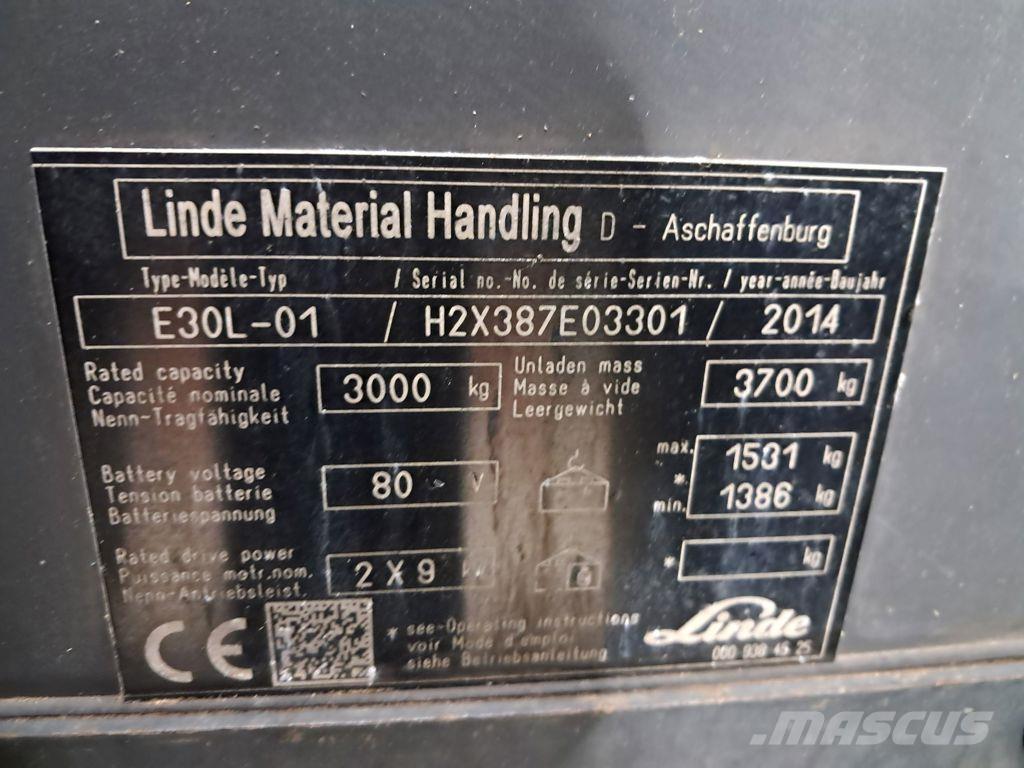 Linde Material Handling D - Aschaffenburg
Type-Modèle-Typ / Serial no.-No. de série-Serien-Nr. / year-année-Baujahr
E30L-01 / H2X387E03301 / 2014
Rated capacity
Capacité nominale
Nenn-Tragfähigkeit
3000 kg
Unladen mass
Masse à vide
Leergewicht
3700 kg
Battery voltage
Tension batterie
Batteriespannung
80 V
max. 1531 kg
*
min. 1386 kg
Rated drive power
Puissance motr.nom.
Nenn-Antriebsleist.
2 X 9
* kg
CE
* see-Operating instructions
voir Mode d'emploi
siehe Betriebsanleitung
Linde
000 938 45 25
MASCUS